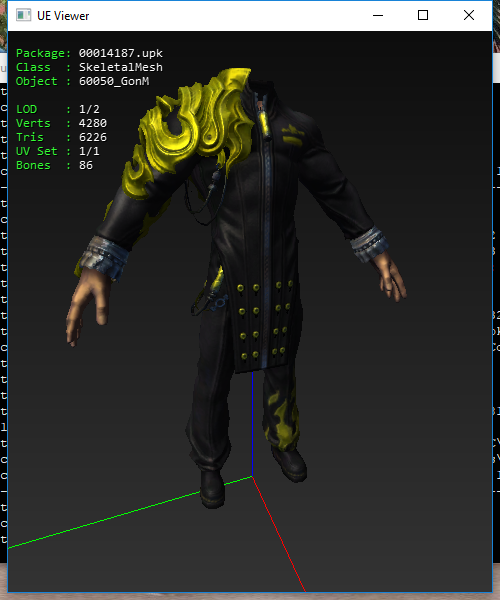 UE Viewer
Package: 00014187.upk
Class : SkeletalMesh
Object : 60050_GonM
LOD : 1/2
Verts : 4280
Tris : 6226
UV Set : 1/1
Bones : 86